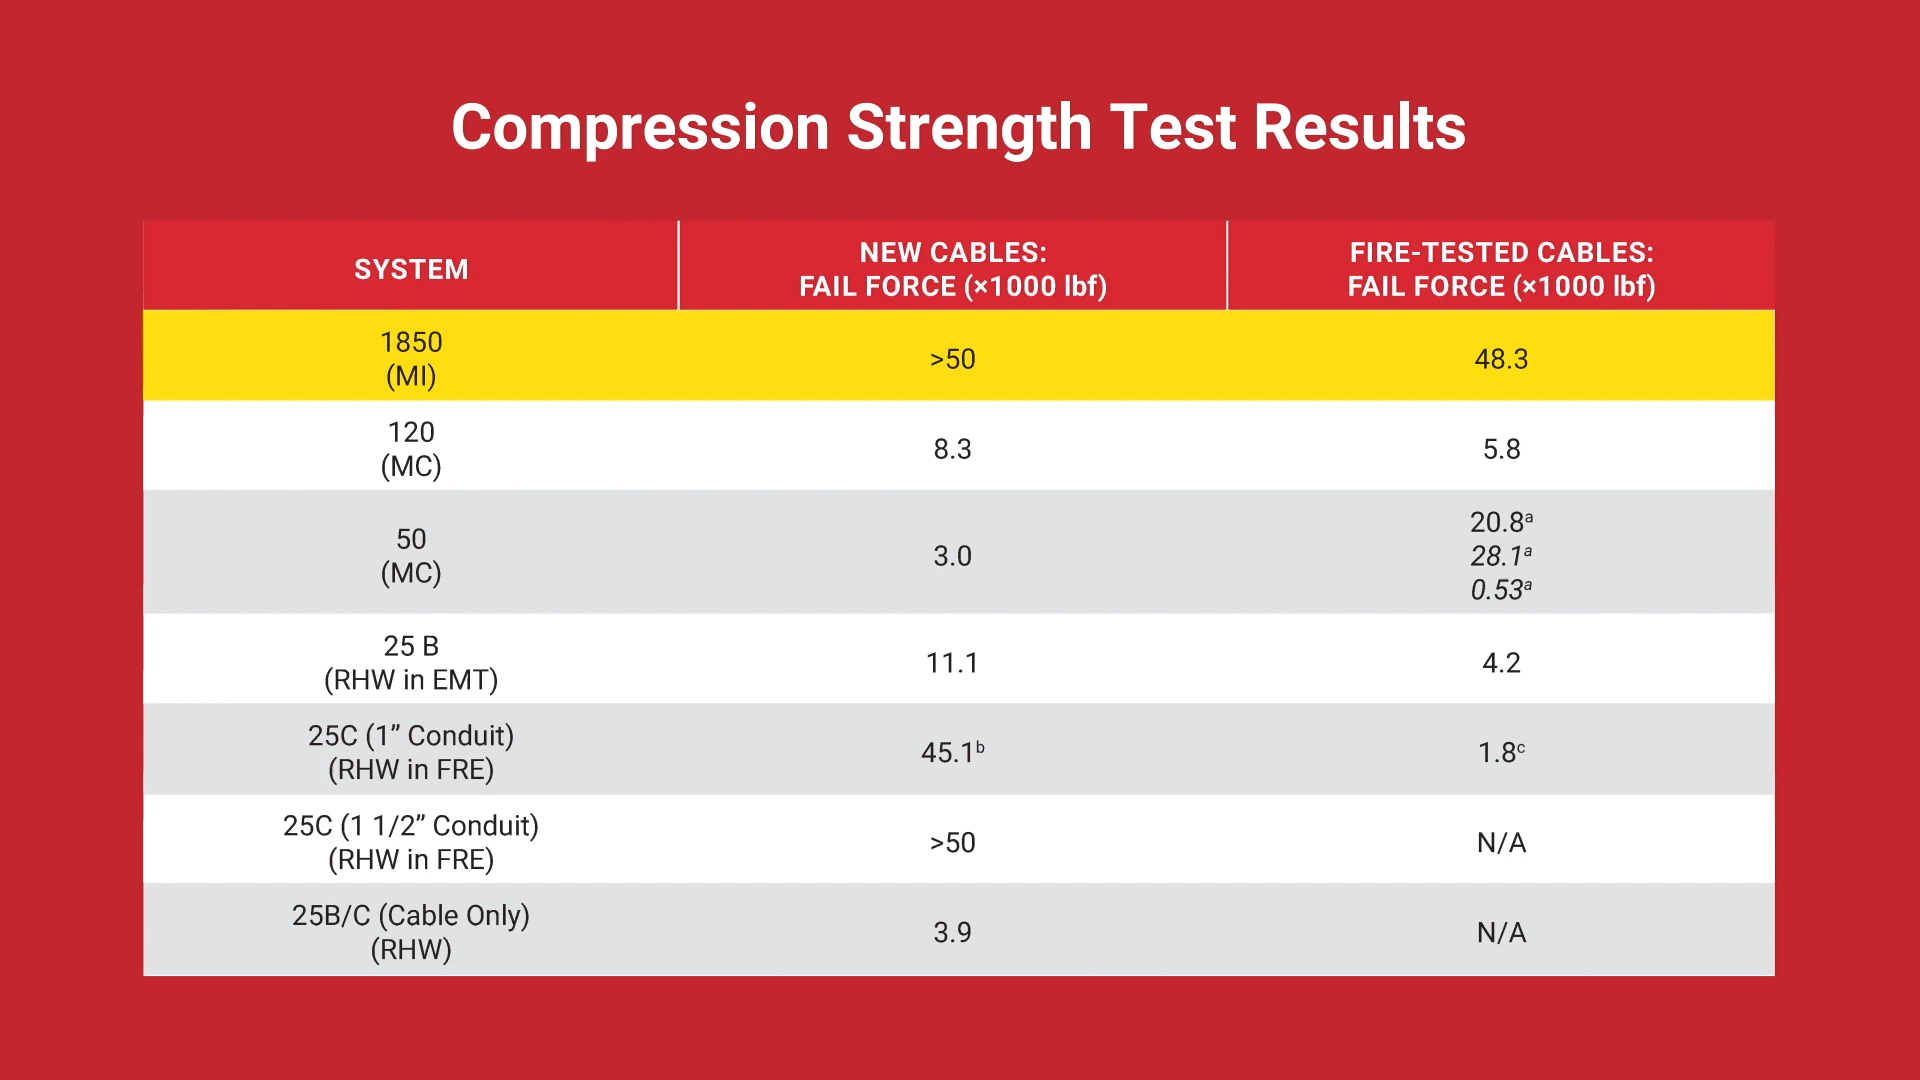 Compression Strength Test Results
SYSTEM
NEW CABLES:
FAIL FORCE (×1000 lbf)
FIRE-TESTED CABLES:
FAIL FORCE (×1000 lbf)
1850
(MI)
>50
48.3
120
(MC)
8.3
5.8
50
(MC)
3.0
20.8ᵃ
28.1ᵃ
0.53ᵃ
25 B
(RHW in EMT)
11.1
4.2
25C (1” Conduit)
(RHW in FRE)
45.1ᵇ
1.8ᶜ
25C (1 1/2” Conduit)
(RHW in FRE)
>50
N/A
25B/C (Cable Only)
(RHW)
3.9
N/A